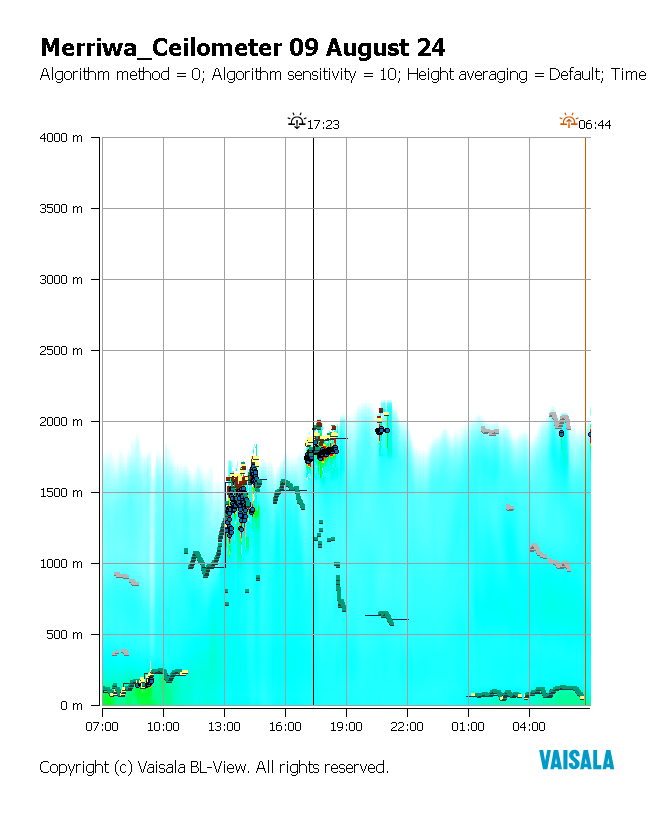 Merriwa_Ceilometer 09 August 24
Algorithm method = 0; Algorithm sensitivity = 10; Height averaging = Default; Time
17:23
06:44
4000 m
3500 m
3000 m
2500 m
2000 m
1500 m
1000 m
500 m
0 m
07:00 10:00 13:00 16:00 19:00 22:00 01:00 04:00
Copyright (c) Vaisala BL-View. All rights reserved.
VAISALA